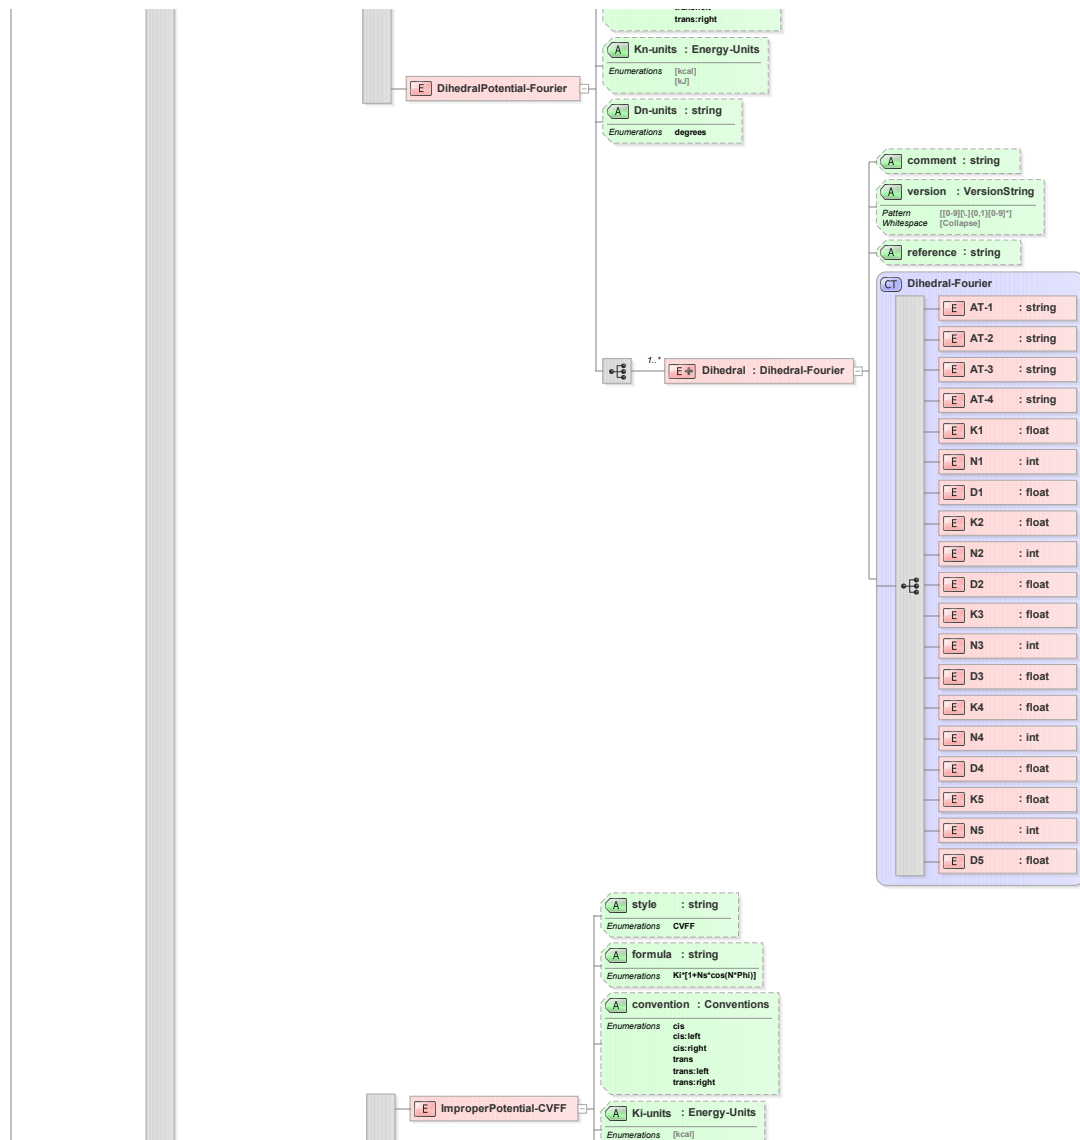 trans:left
trans:right
A Kn-units : Energy-Units
Enumerations [kcal]
[kJ]
E DihedralPotential-Fourier
A Dn-units : string
Enumerations degrees
A comment : string
A version : VersionString
Pattern [[0-9][\.]{0,1}[0-9]*]
Whitespace [Collapse]
A reference : string
CT Dihedral-Fourier
E AT-1 : string
E AT-2 : string
1..*
E Dihedral : Dihedral-Fourier
E AT-3 : string
E AT-4 : string
E K1 : float
E N1 : int
E D1 : float
E K2 : float
E N2 : int
E D2 : float
E K3 : float
E N3 : int
E D3 : float
E K4 : float
E N4 : int
E D4 : float
E K5 : float
E N5 : int
E D5 : float
A style : string
Enumerations CVFF
A formula : string
Enumerations Ki*[1+Ns*cos(N*Phi)]
A convention : Conventions
Enumerations cis
cis:left
cis:right
trans
trans:left
trans:right
E ImproperPotential-CVFF
A Ki-units : Energy-Units
Enumerations [kcal]